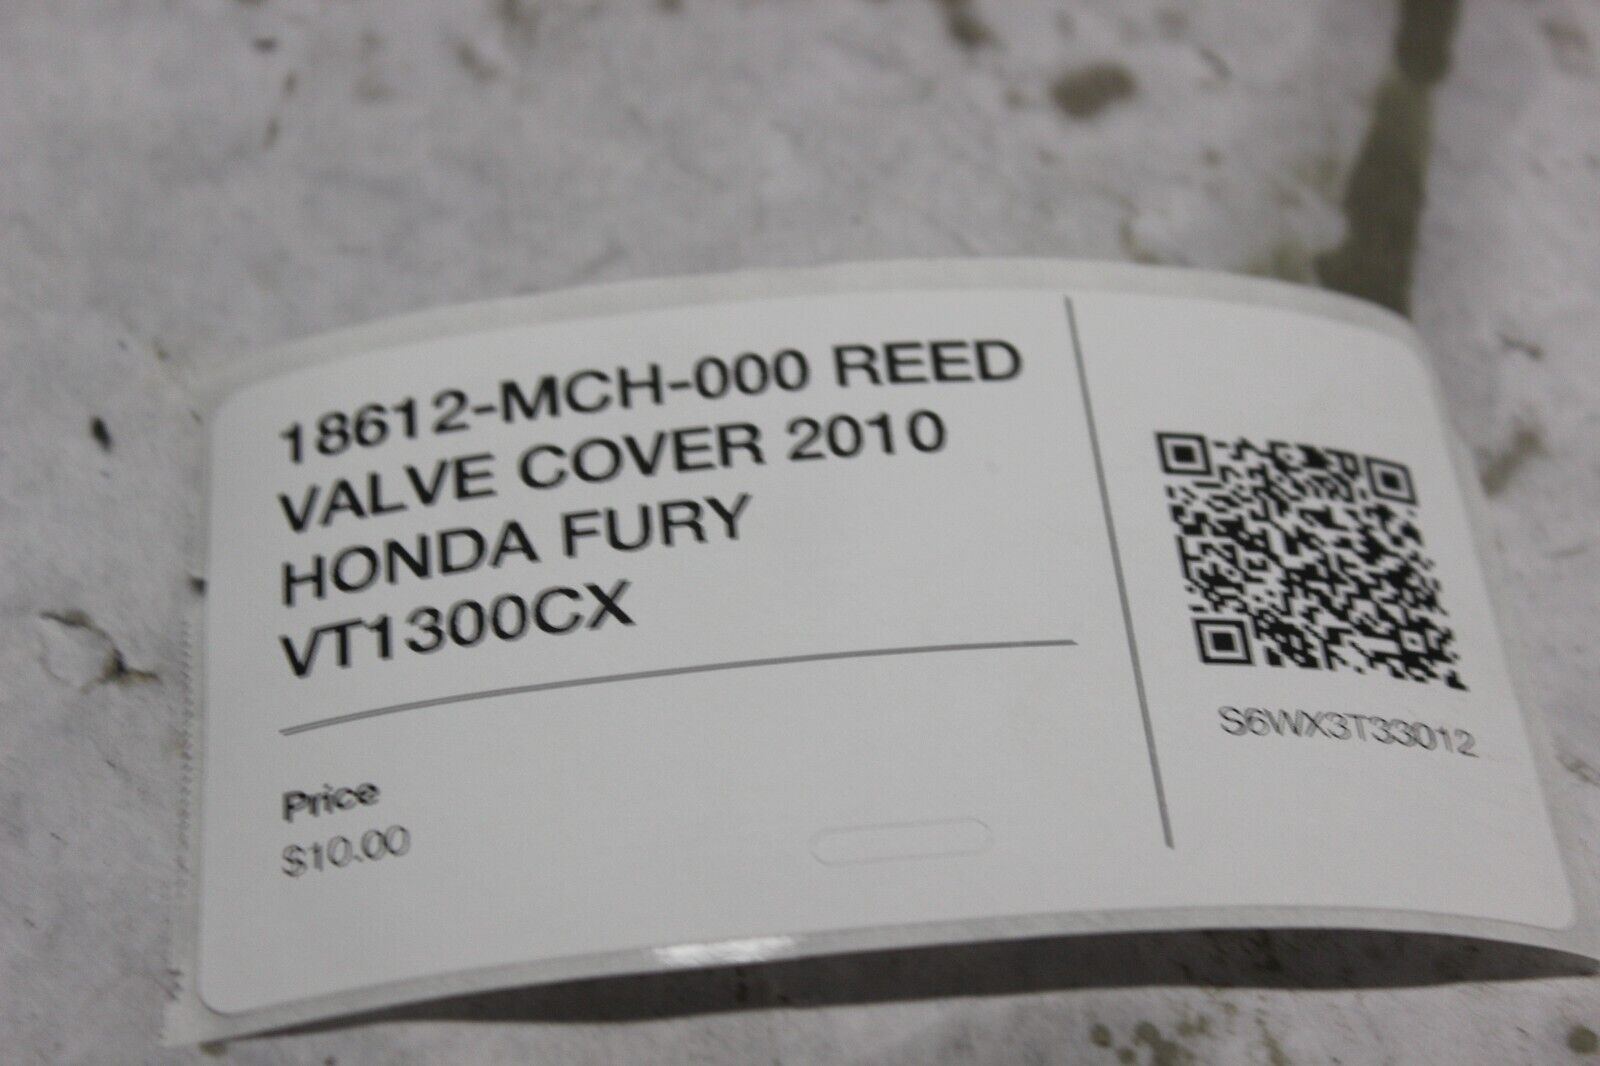 18612-MCH-000 REED
VALVE COVER 2010
HONDA FURY
VT1300CX
Price
$10.00
S6WX3T33012